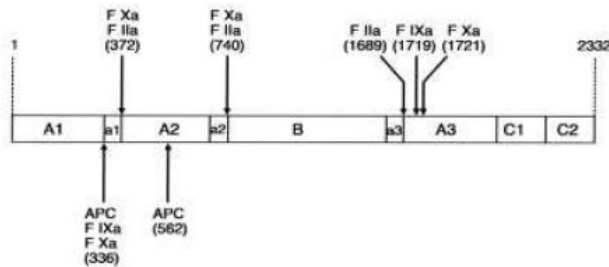 F Xa F Xa F IIa F IXa F Xa
F IIa F IIa (1689) (1719) (1721)
1 (372) (740) 2332
A1 a1 A2 a2 B a3 A3 C1 C2
APC APC
F IXa (562)
F Xa
(336)